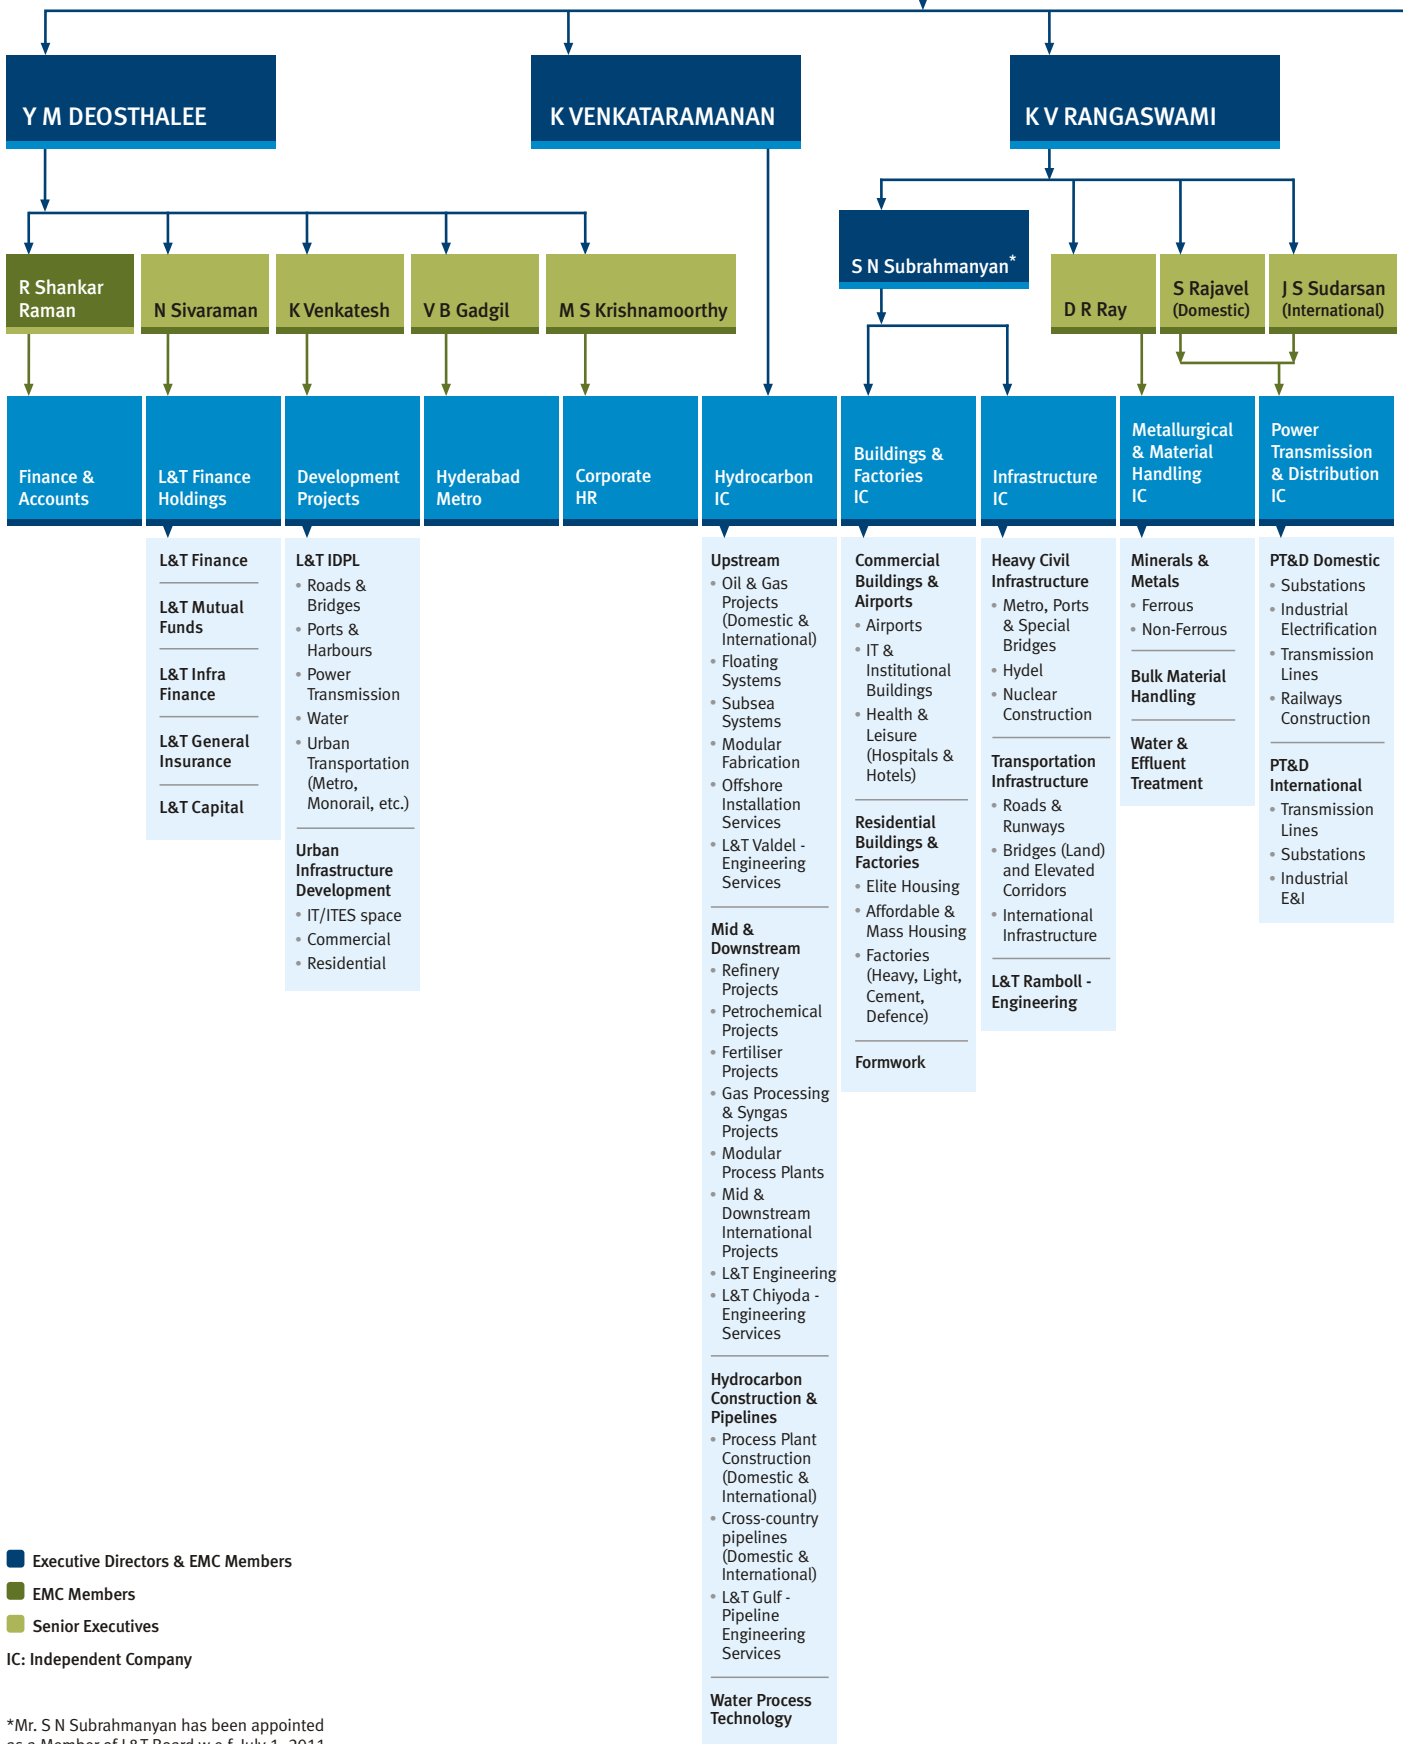 Y M DEOSTHALEE
K VENKATARAMANAN
K V RANGASWAMI
S N Subrahmanyan*
R Shankar
Raman
N Sivaraman
K Venkatesh
V B Gadgil
M S Krishnamoorthy
D R Ray
S Rajavel
(Domestic)
J S Sudarsan
(International)
Finance &
Accounts
L&T Finance
Holdings
Development
Projects
Hyderabad
Metro
Corporate
HR
Hydrocarbon
IC
Buildings &
Factories
IC
Infrastructure
IC
Metallurgical
& Material
Handling
IC
Power
Transmission
& Distribution
IC
L&T Finance
L&T Mutual
Funds
L&T Infra
Finance
L&T General
Insurance
L&T Capital
L&T IDPL
• Roads &
Bridges
• Ports &
Harbours
• Power
Transmission
• Water
• Urban
Transportation
(Metro,
Monorail, etc.)
Urban
Infrastructure
Development
• IT/ITES space
• Commercial
• Residential
Upstream
• Oil & Gas
Projects
(Domestic &
International)
• Floating
Systems
• Subsea
Systems
• Modular
Fabrication
• Offshore
Installation
Services
• L&T Valdel -
Engineering
Services
Mid &
Downstream
• Refinery
Projects
• Petrochemical
Projects
• Fertiliser
Projects
• Gas Processing
& Syngas
Projects
• Modular
Process Plants
• Mid &
Downstream
International
Projects
• L&T Engineering
• L&T Chiyoda -
Engineering
Services
Hydrocarbon
Construction &
Pipelines
• Process Plant
Construction
(Domestic &
International)
• Cross-country
pipelines
(Domestic &
International)
• L&T Gulf -
Pipeline
Engineering
Services
Water Process
Technology
Commercial
Buildings &
Airports
• Airports
• IT &
Institutional
Buildings
• Health &
Leisure
(Hospitals &
Hotels)
Residential
Buildings &
Factories
• Elite Housing
• Affordable &
Mass Housing
• Factories
(Heavy, Light,
Cement,
Defence)
Formwork
Heavy Civil
Infrastructure
• Metro, Ports
& Special
Bridges
• Hydel
• Nuclear
Construction
Transportation
Infrastructure
• Roads &
Runways
• Bridges (Land)
and Elevated
Corridors
• International
Infrastructure
L&T Ramboll -
Engineering
Minerals &
Metals
• Ferrous
• Non-Ferrous
Bulk Material
Handling
Water &
Effluent
Treatment
PT&D Domestic
• Substations
• Industrial
Electrification
• Transmission
Lines
• Railways
Construction
PT&D
International
• Transmission
Lines
• Substations
• Industrial
E&I
Executive Directors & EMC Members
EMC Members
Senior Executives
IC: Independent Company
*Mr. S N Subrahmanyan has been appointed
as a Member of L&T Board w.e.f. July 1, 2011